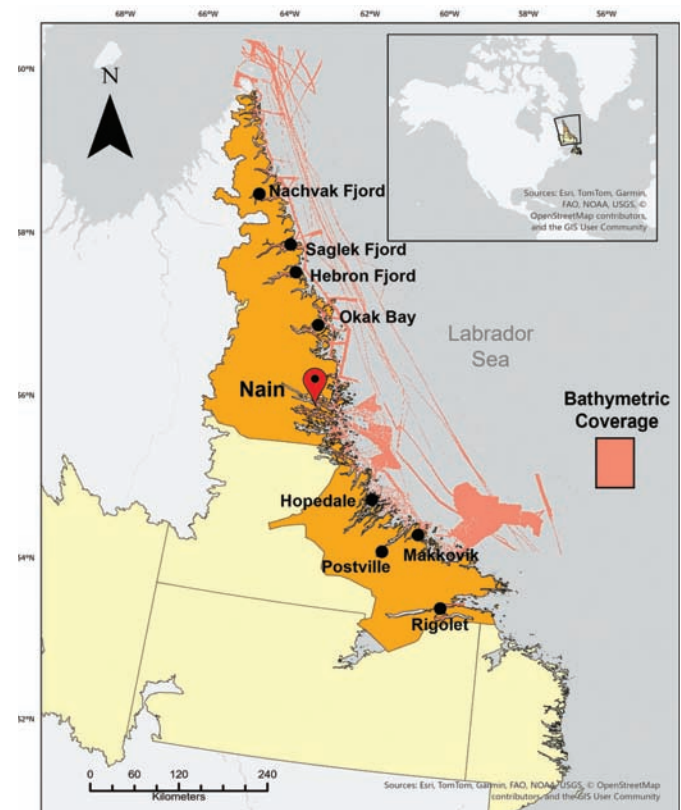 68°W 66°W 64°W 62°W 60°W 58°W 56°W
60°N
N
Sources: Esri, TomTom, Garmin,
FAO, NOAA, USGS, ©
OpenStreetMap contributors,
and the GIS User Community
Nachvak Fjord
58°N
Saglek Fjord
Hebron Fjord
Okak Bay
Labrador
Sea
Nain
56°N
Bathymetric
Coverage
Hopedale
54°N
Makkovik
Postville
Rigolet
52°N
0 60 120 180 240
Kilometers
Sources: Esri, TomTom, Garmin, FAO, NOAA, USGS, © OpenStreetMap
contributors, and the GIS User Community